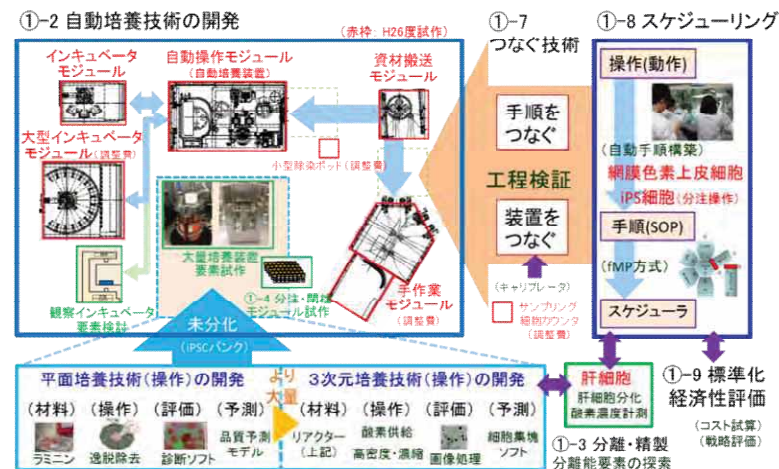 ①-2 自動培養技術の開発
(赤枠: H26度試作)
インキュベータ
モジュール
自動操作モジュール
(自動培養装置)
資材搬送
モジュール
大型インキュベータ
モジュール(調整費)
小型除染ポッド(調整費)
大量培養装置
要素試作
①-4 分注・閉鎖
モジュール試作
観察インキュベータ
要素検討
手作業
モジュール
(調整費)
未分化
(iPSCバンク)
①-7
つなぐ技術
手順を
つなぐ
工程検証
装置を
つなぐ
(キャリブレータ)
サンプリング
細胞カウンタ
(調整費)
①-8 スケジューリング
操作(動作)
(自動手順構築)
網膜色素上皮細胞
iPS細胞(分注操作)
手順(SOP)
(fMP方式)
スケジューラ
平面培養技術(操作)の開発
(材料) (操作) (評価) (予測)
ラミニン
逸脱除去
診断ソフト
品質予測
モデル
より
大量
3次元培養技術(操作)の開発
(材料) (操作) (評価) (予測)
リアクター
(上記)
酸素供給
高密度・濃縮
画像処理
細胞集塊
ソフト
肝細胞
肝細胞分化
酸素濃度計測
①-3 分離・精製
分離能要素の探索
①-9 標準化
経済性評価
(コスト試算)
(戦略評価)